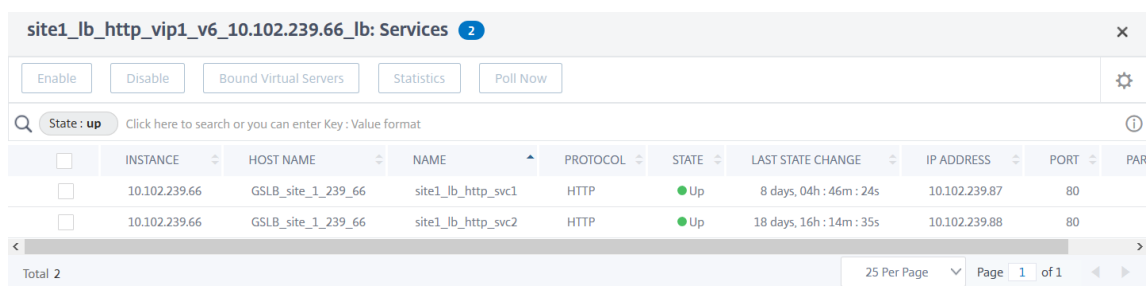 site1_lb_http_vip1_v6_10.102.239.66_lb: Services 2
Enable Disable Bound Virtual Servers Statistics Poll Now
State : up Click here to search or you can enter Key : Value format
INSTANCE HOST NAME NAME PROTOCOL STATE LAST STATE CHANGE IP ADDRESS PORT PAR
10.102.239.66 GSLB_site_1_239_66 site1_lb_http_svc1 HTTP Up 8 days, 04h : 46m : 24s 10.102.239.87 80
10.102.239.66 GSLB_site_1_239_66 site1_lb_http_svc2 HTTP Up 18 days, 16h : 14m : 35s 10.102.239.88 80
Total 2 25 Per Page Page 1 of 1